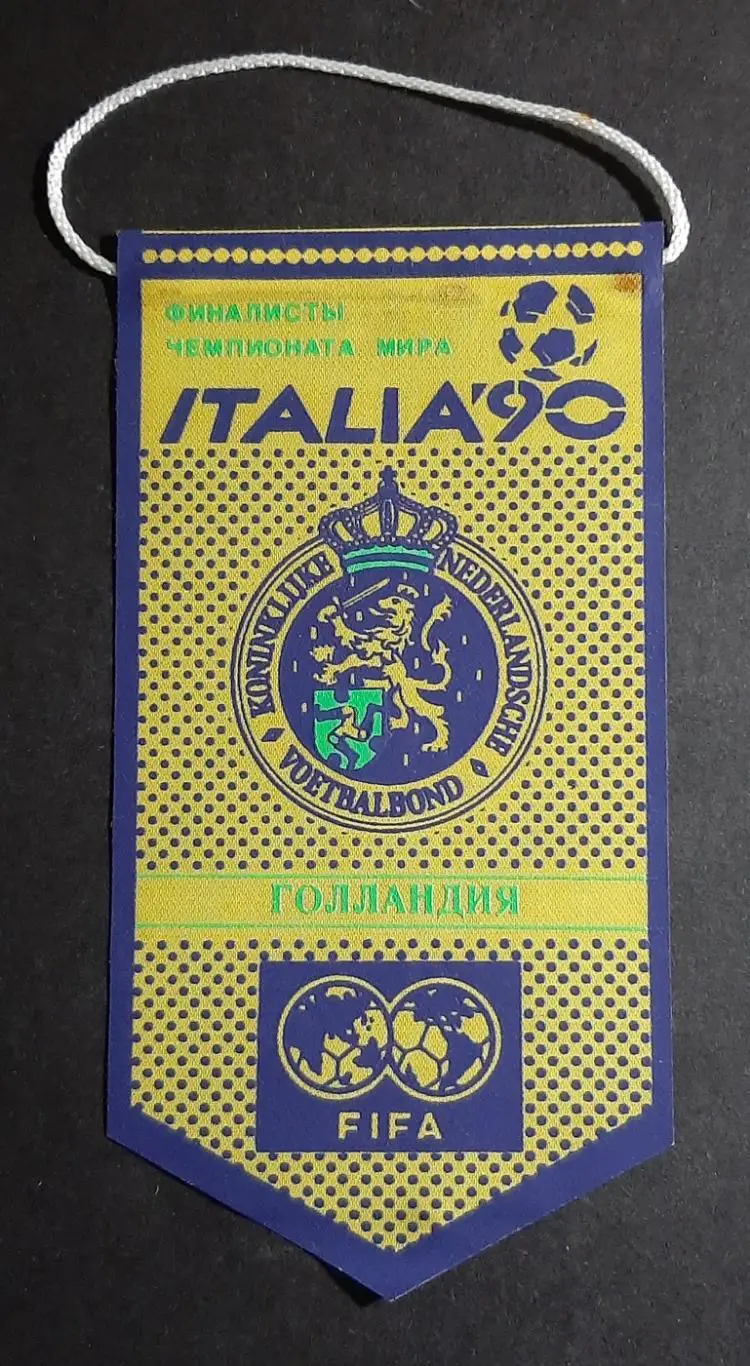 ФИНАЛИСТЫ
ЧЕМПИОНАТА МИРА
ITALIA'90
KONINKLIJKE NEDERLANDSCHE
VOETBALBOND
ГОЛЛАНДИЯ
FIFA